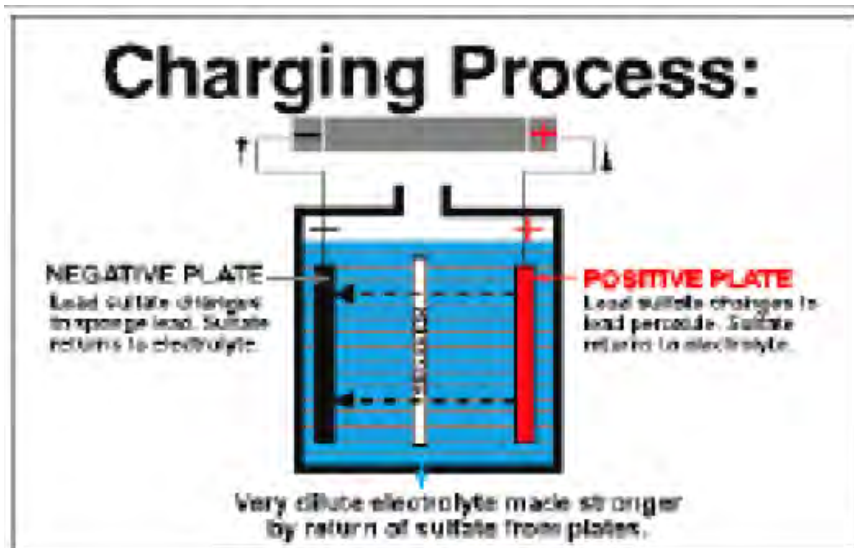 Charging Process:
−
+
−
+
NEGATIVE PLATE
Lead sulfate changes
to sponge lead. Sulfate
returns to electrolyte.
POSITIVE PLATE
Lead sulfate changes to
lead peroxide. Sulfate
returns to electrolyte.
Very dilute electrolyte made stronger
by return of sulfate from plates.